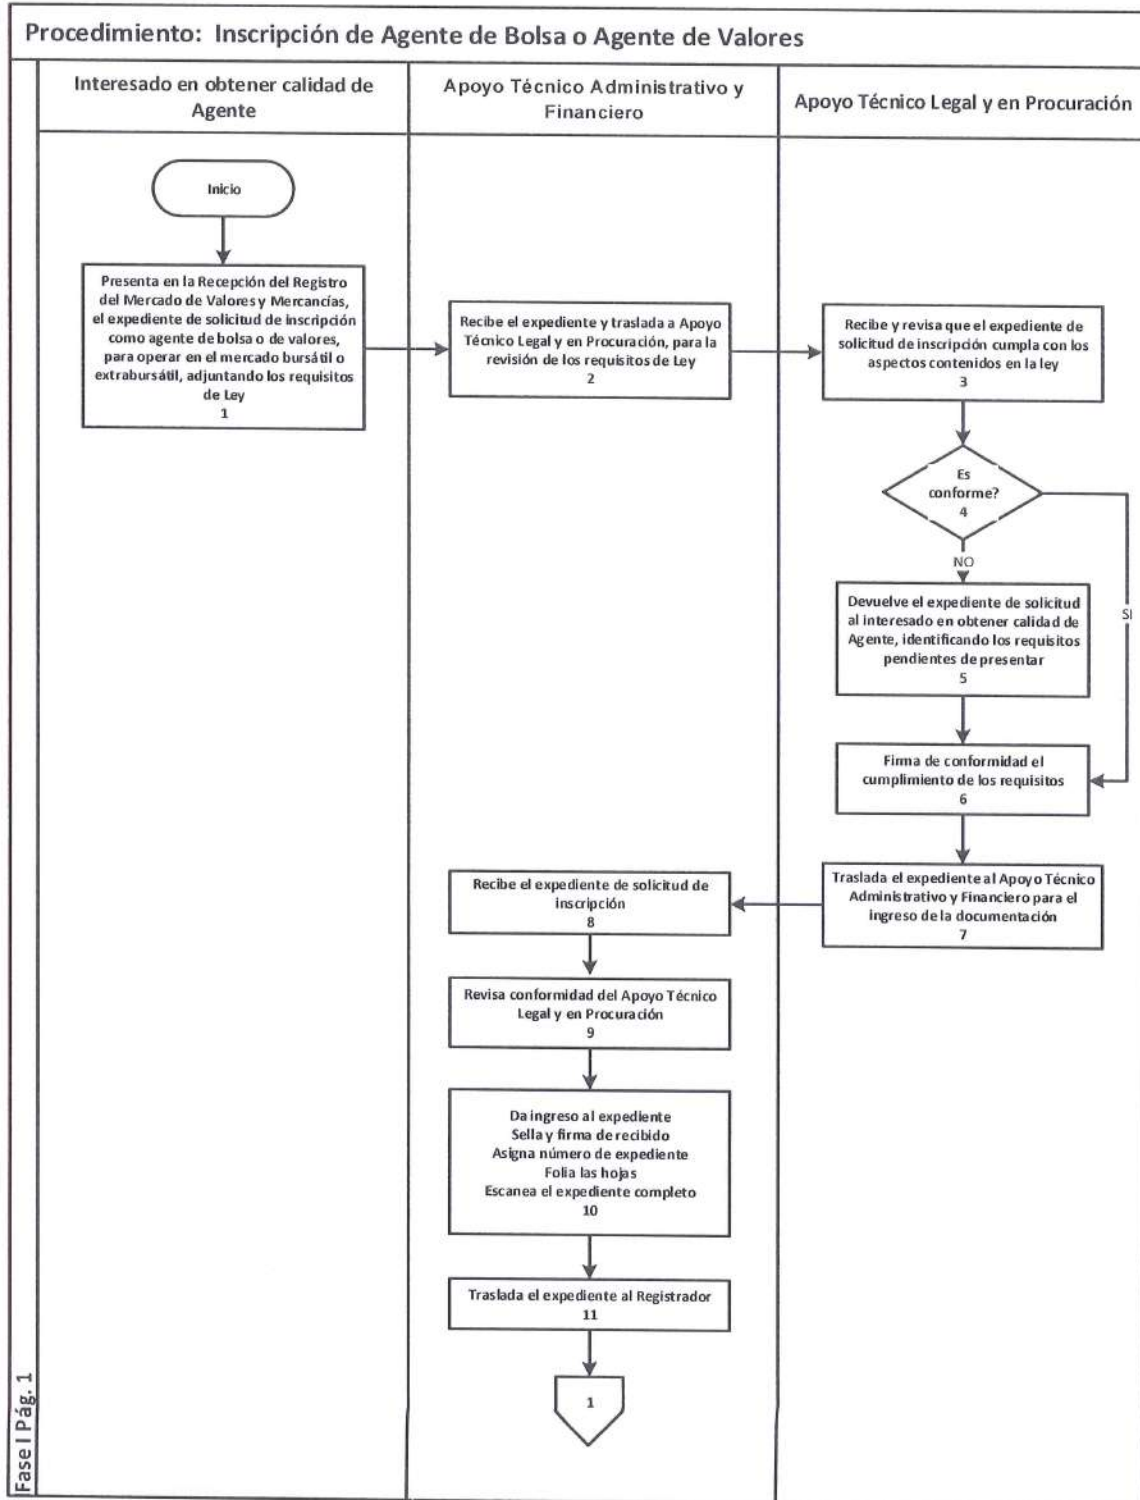 Procedimiento: Inscripción de Agente de Bolsa o Agente de Valores
Interesado en obtener calidad de
Agente
Apoyo Técnico Administrativo y
Financiero
Apoyo Técnico Legal y en Procuración
Inicio
Presenta en la Recepción del Registro
del Mercado de Valores y Mercancías,
el expediente de solicitud de inscripción
como agente de bolsa o de valores,
para operar en el mercado bursátil o
extrabursátil, adjuntando los requisitos
de Ley
1
Recibe el expediente y traslada a Apoyo
Técnico Legal y en Procuración, para la
revisión de los requisitos de Ley
2
Recibe y revisa que el expediente de
solicitud de inscripción cumpla con los
aspectos contenidos en la ley
3
Es
conforme?
4
NO
SI
Devuelve el expediente de solicitud
al interesado en obtener calidad de
Agente, identificando los requisitos
pendientes de presentar
5
Firma de conformidad el
cumplimiento de los requisitos
6
Traslada el expediente al Apoyo Técnico
Administrativo y Financiero para el
ingreso de la documentación
7
Recibe el expediente de solicitud de
inscripción
8
Revisa conformidad del Apoyo Técnico
Legal y en Procuración
9
Da ingreso al expediente
Sella y firma de recibido
Asigna número de expediente
Folia las hojas
Escanea el expediente completo
10
Traslada el expediente al Registrador
11
1
Fase I Pág. 1